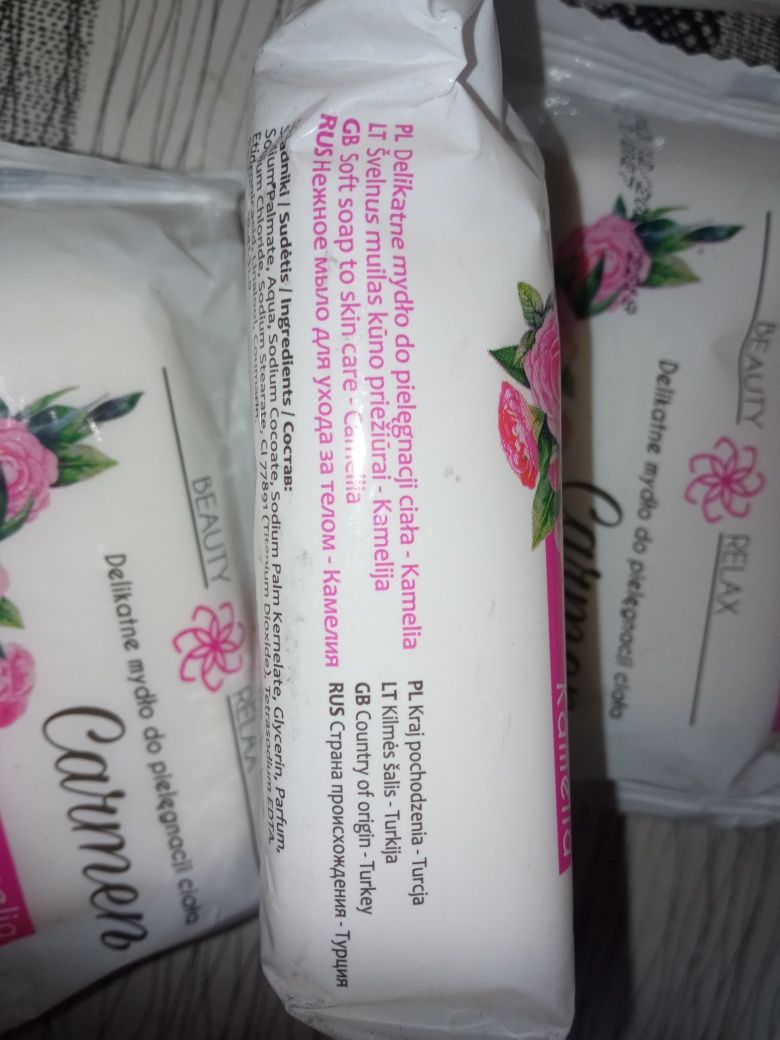 PL Delikatne mydło do pielęgnacji ciała - Kamelia
LT Švelnus muilas kūno priežiūrai - Kamelija
GB Soft soap to skin care - Camellia
RUS Нежное мыло для ухода за телом - Камелия
PL Kraj pochodzenia - Turcja
LT Kilmės šalis - Turkija
GB Country of origin - Turkey
RUS Страна происхождения - Турция
Składniki / Sudėtis / Ingredients / Состав:
Sodium Palmate, Aqua, Sodium Cocoate, Sodium Palm Kernelate, Glycerin, Parfum,
Sodium Chloride, Sodium Stearate, CI 77891 (Titanium Dioxide), Tetrasodium EDTA,
Linalool, Coumarin.
Kamelia
BEAUTY RELAX
Delikatne mydło do pielęgnacji ciała
Carmen
BEAUTY RELAX
Delikatne mydło do pielęgnacji ciała
Carmen